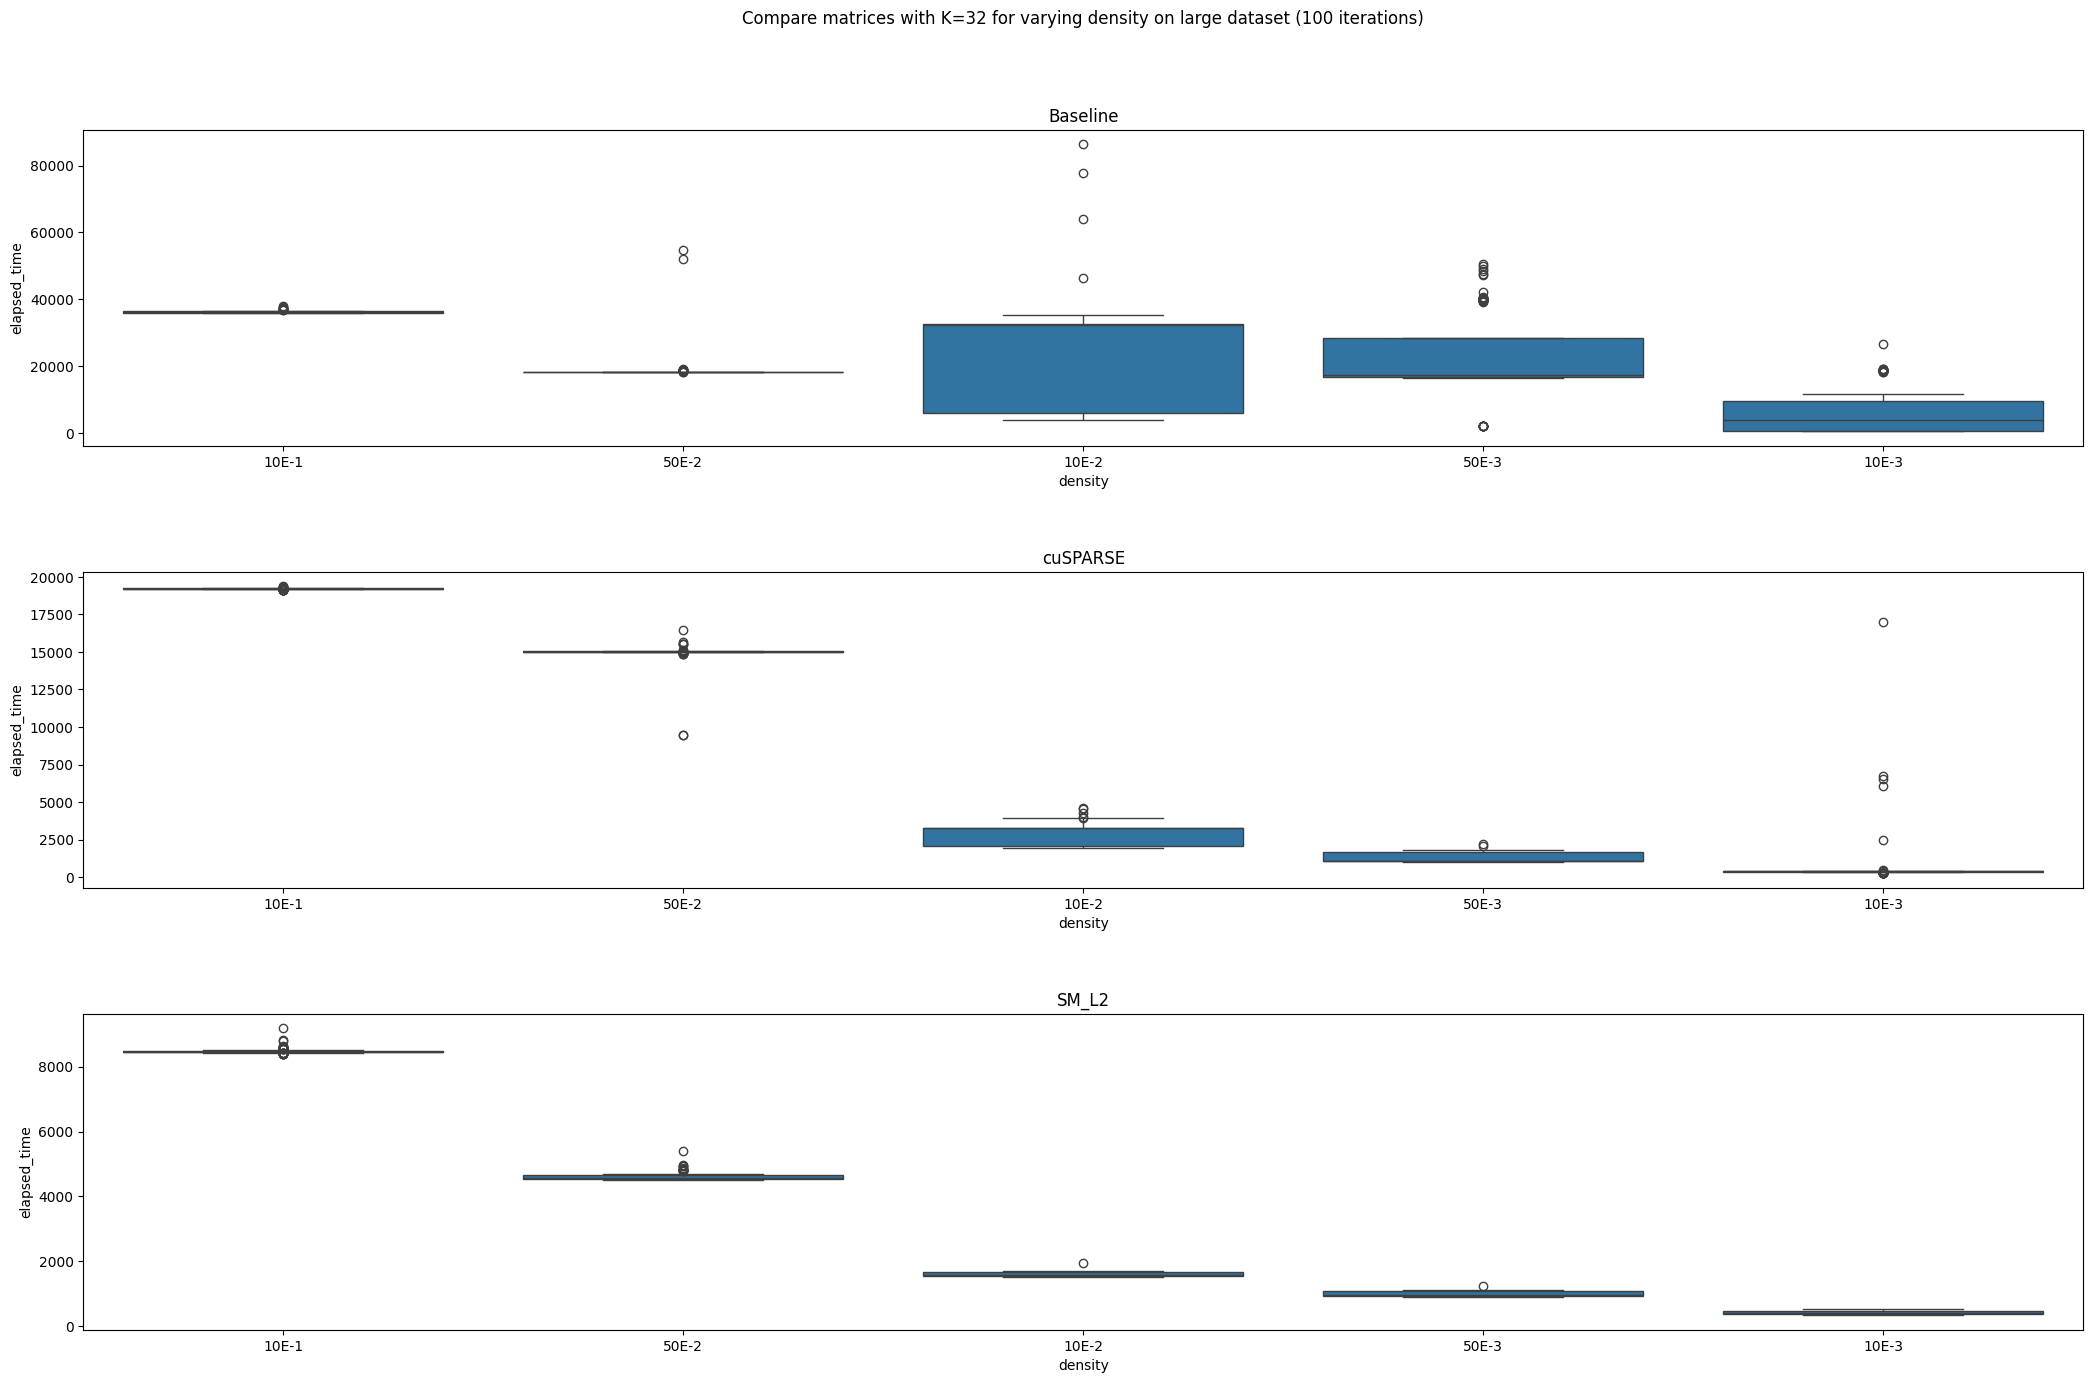 Compare matrices with K=32 for varying density on large dataset (100 iterations)
Baseline
elapsed_time
80000
60000
40000
20000
0
10E-1 50E-2 10E-2 50E-3 10E-3
density
cuSPARSE
elapsed_time
20000
17500
15000
12500
10000
7500
5000
2500
0
10E-1 50E-2 10E-2 50E-3 10E-3
density
SM_L2
elapsed_time
8000
6000
4000
2000
0
10E-1 50E-2 10E-2 50E-3 10E-3
density